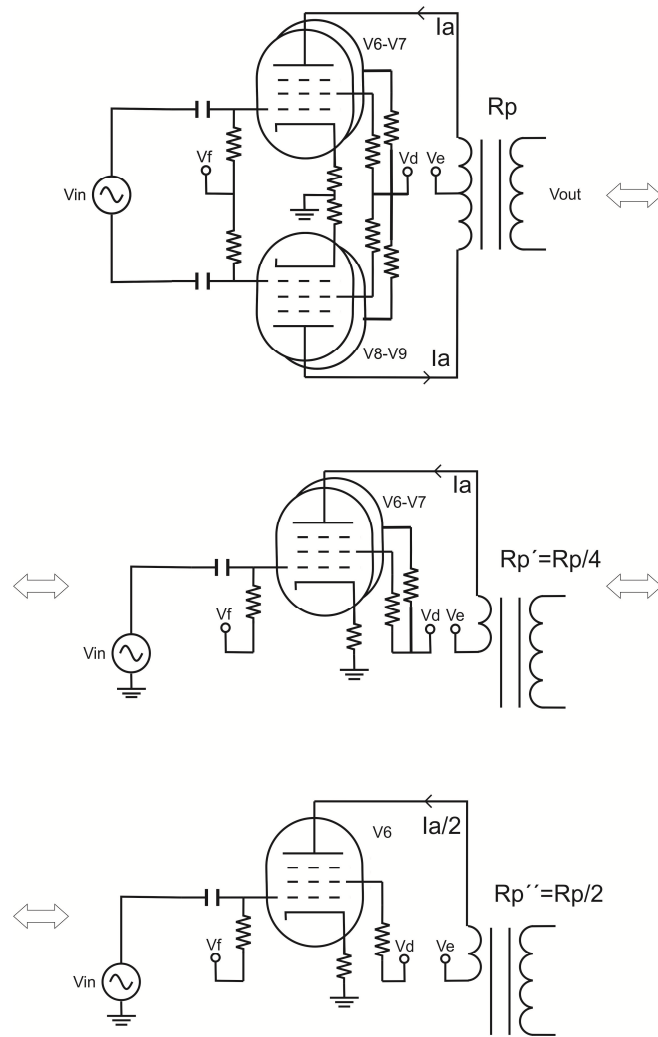 Ia
V6-V7
Rp
Vf
Vd
Ve
Vin
Vout
V8-V9
Ia
Ia
V6-V7
Rp´=Rp/4
Vf
Vd
Ve
Vin
V6
Ia/2
Rp´´=Rp/2
Vf
Vd
Ve
Vin